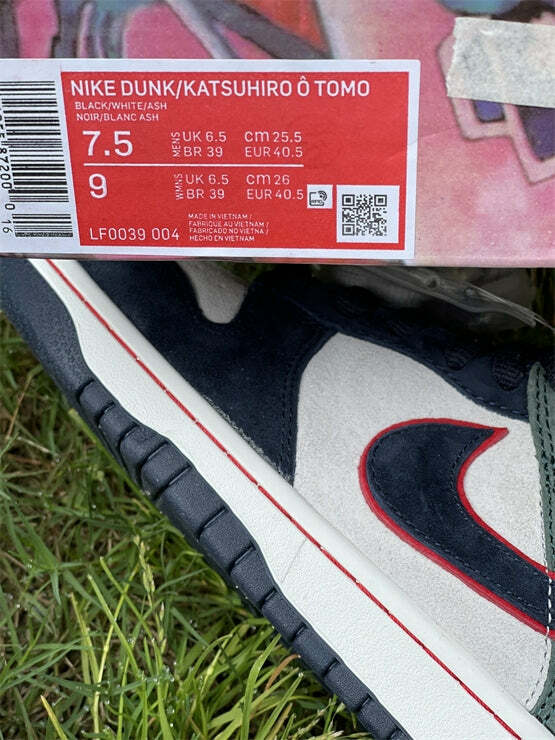 NIKE DUNK/KATSUHIRO Ô TOMO
BLACK/WHITE/ASH
NOIR/BLANC ASH
7.5 MENS UK 6.5 cm 25.5
BR 39 EUR 40.5
9 WMNS UK 6.5 cm 26
BR 39 EUR 40.5
MADE IN VIETNAM /
FABRIQUE AU VIETNAM /
FABRICADO NO VIETNA /
HECHO EN VIETNAM
LF0039 004